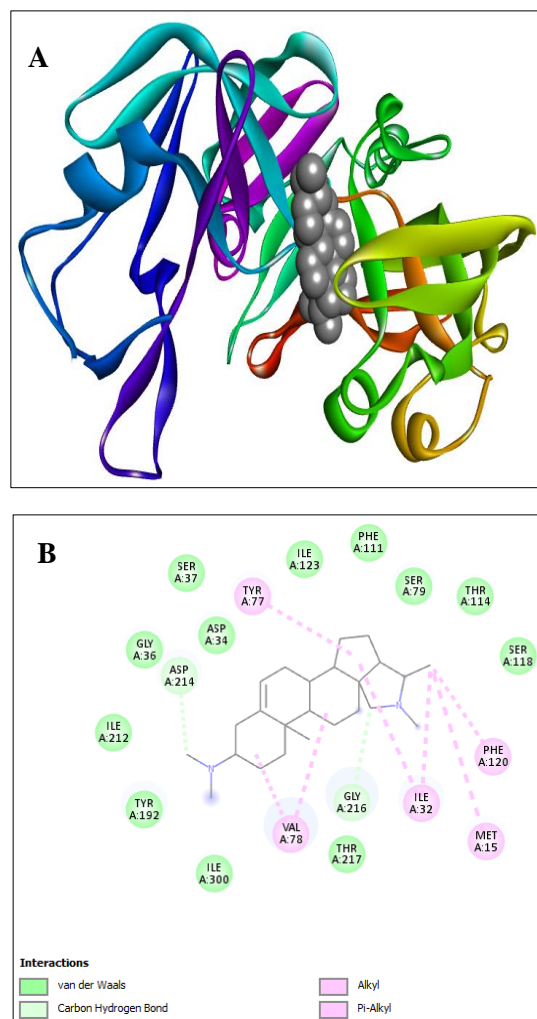 A
B
PHE
A:111
ILE
A:123
SER
A:37
SER
A:79
TYR
A:77
THR
A:114
ASP
A:34
GLY
A:36
SER
A:118
ASP
A:214
N
ILE
A:212
PHE
A:120
N
TYR
A:192
GLY
A:216
ILE
A:32
VAL
A:78
MET
A:15
THR
A:217
ILE
A:300
Interactions
van der Waals
Alkyl
Carbon Hydrogen Bond
Pi-Alkyl